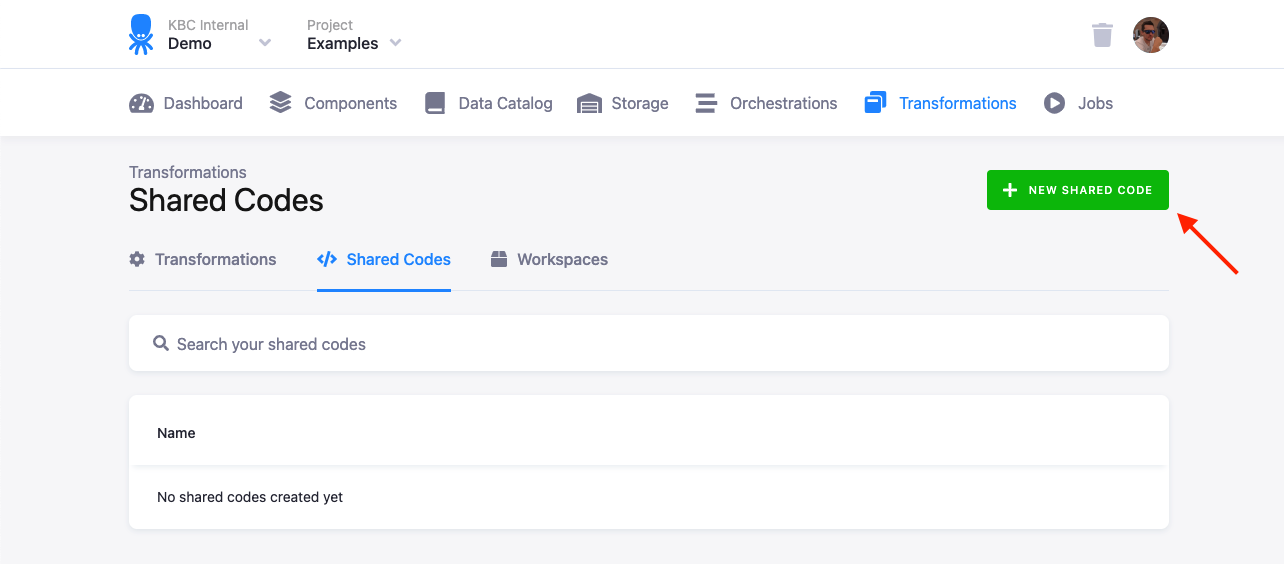 KBC Internal Project
Demo Examples
Dashboard Components Data Catalog Storage Orchestrations Transformations Jobs
Transformations
Shared Codes
NEW SHARED CODE
Transformations Shared Codes Workspaces
Search your shared codes
Name
No shared codes created yet